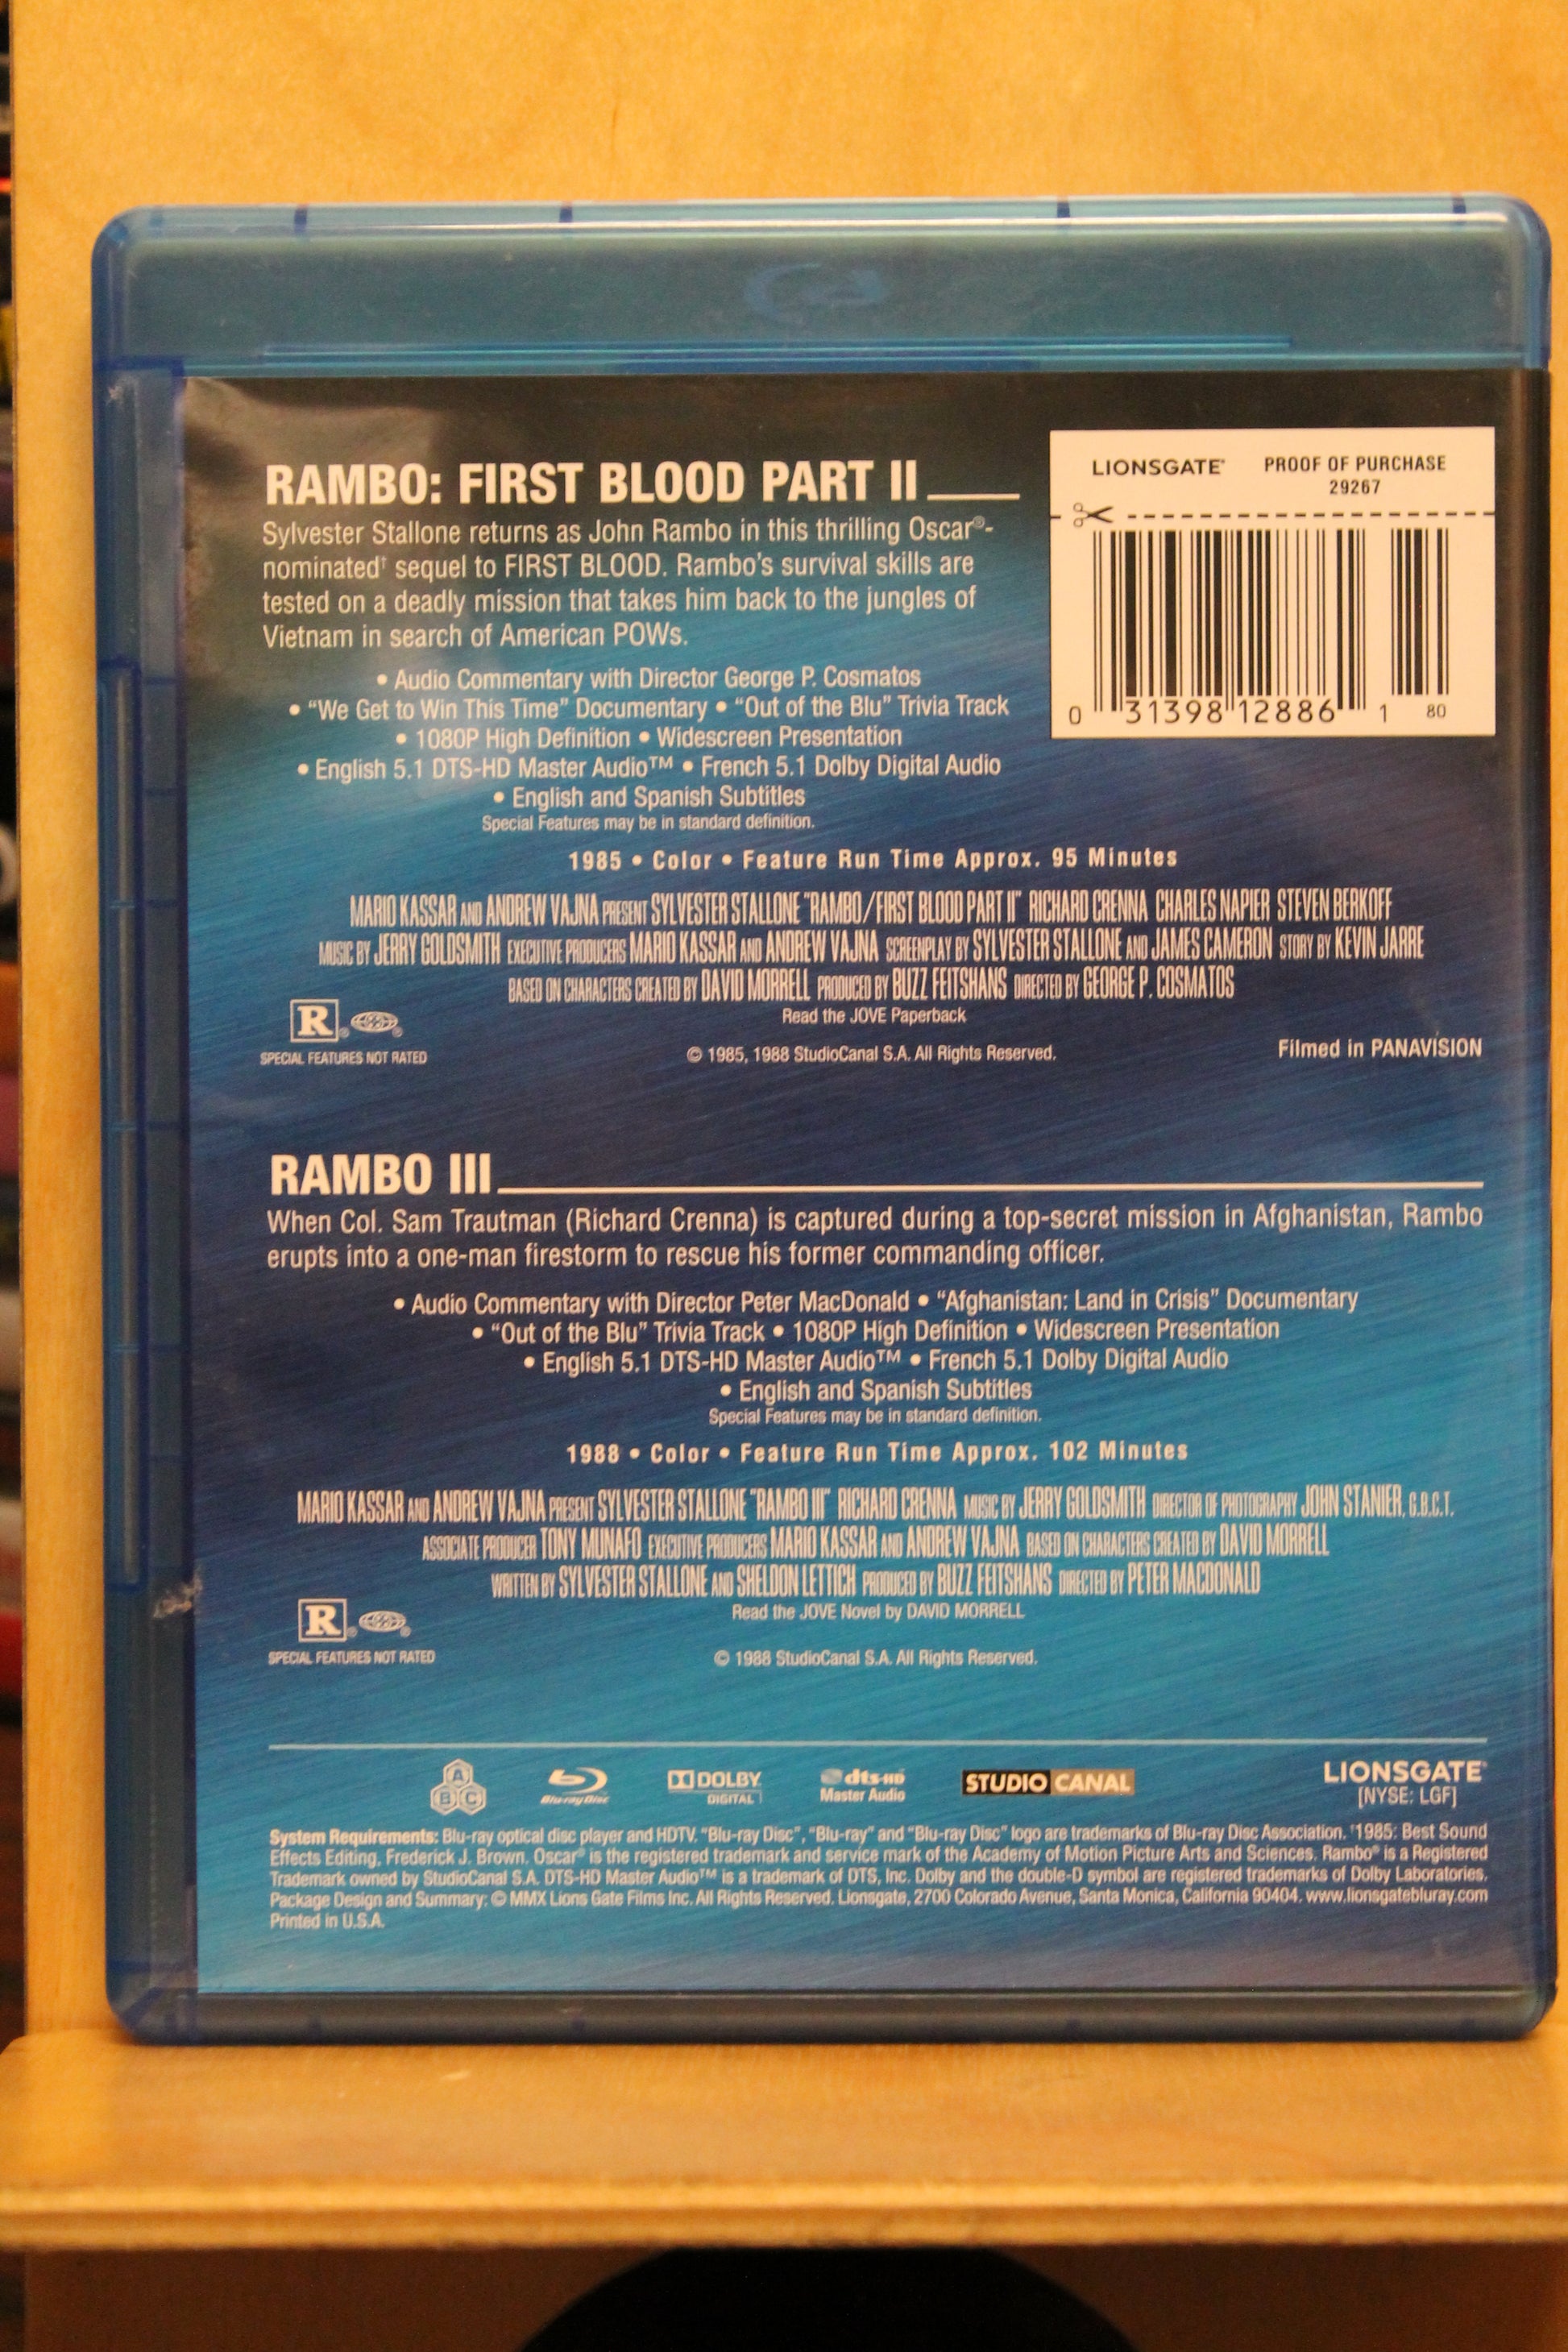 RAMBO: FIRST BLOOD PART II
Sylvester Stallone returns as John Rambo in this thrilling Oscar®-
nominated† sequel to FIRST BLOOD. Rambo's survival skills are
tested on a deadly mission that takes him back to the jungles of
Vietnam in search of American POWs.
• Audio Commentary with Director George P. Cosmatos
• “We Get to Win This Time” Documentary • “Out of the Blu” Trivia Track
• 1080P High Definition • Widescreen Presentation
• English 5.1 DTS-HD Master Audio™ • French 5.1 Dolby Digital Audio
• English and Spanish Subtitles
Special Features may be in standard definition.
LIONSGATE® PROOF OF PURCHASE
29267
0 31398 12886 1 80
1985 • Color • Feature Run Time Approx. 95 Minutes
MARIO KASSAR AND ANDREW VAJNA PRESENT SYLVESTER STALLONE "RAMBO/FIRST BLOOD PART II" RICHARD CRENNA CHARLES NAPIER STEVEN BERKOFF
MUSIC BY JERRY GOLDSMITH EXECUTIVE PRODUCERS MARIO KASSAR AND ANDREW VAJNA SCREENPLAY BY SYLVESTER STALLONE AND JAMES CAMERON STORY BY KEVIN JARRE
BASED ON CHARACTERS CREATED BY DAVID MORRELL PRODUCED BY BUZZ FEITSHANS DIRECTED BY GEORGE P. COSMATOS
Read the JOVE Paperback
R®
SPECIAL FEATURES NOT RATED
© 1985, 1988 StudioCanal S.A. All Rights Reserved.
Filmed in PANAVISION
RAMBO III
When Col. Sam Trautman (Richard Crenna) is captured during a top-secret mission in Afghanistan, Rambo
erupts into a one-man firestorm to rescue his former commanding officer.
• Audio Commentary with Director Peter MacDonald • “Afghanistan: Land in Crisis” Documentary
• “Out of the Blu” Trivia Track • 1080P High Definition • Widescreen Presentation
• English 5.1 DTS-HD Master Audio™ • French 5.1 Dolby Digital Audio
• English and Spanish Subtitles
Special Features may be in standard definition.
1988 • Color • Feature Run Time Approx. 102 Minutes
MARIO KASSAR AND ANDREW VAJNA PRESENT SYLVESTER STALLONE "RAMBO III" RICHARD CRENNA MUSIC BY JERRY GOLDSMITH DIRECTOR OF PHOTOGRAPHY JOHN STANIER, G.B.C.T.
ASSOCIATE PRODUCER TONY MUNAFO EXECUTIVE PRODUCERS MARIO KASSAR AND ANDREW VAJNA BASED ON CHARACTERS CREATED BY DAVID MORRELL
WRITTEN BY SYLVESTER STALLONE AND SHELDON LETTICH PRODUCED BY BUZZ FEITSHANS DIRECTED BY PETER MACDONALD
Read the JOVE Novel by DAVID MORRELL
R®
SPECIAL FEATURES NOT RATED
© 1988 StudioCanal S.A. All Rights Reserved.
A B C Blu-ray Disc DOLBY DIGITAL dts-HD Master Audio STUDIO CANAL LIONSGATE®
[NYSE: LGF]
System Requirements: Blu-ray optical disc player and HDTV. “Blu-ray Disc”, “Blu-ray” and “Blu-ray Disc” logo are trademarks of Blu-ray Disc Association. †1985: Best Sound
Effects Editing, Frederick J. Brown. Oscar® is the registered trademark and service mark of the Academy of Motion Picture Arts and Sciences. Rambo® is a Registered
Trademark owned by StudioCanal S.A. DTS-HD Master Audio™ is a trademark of DTS, Inc. Dolby and the double-D symbol are registered trademarks of Dolby Laboratories.
Package Design and Summary: © MMX Lions Gate Films Inc. All Rights Reserved. Lionsgate, 2700 Colorado Avenue, Santa Monica, California 90404. www.lionsgatebluray.com
Printed in U.S.A.